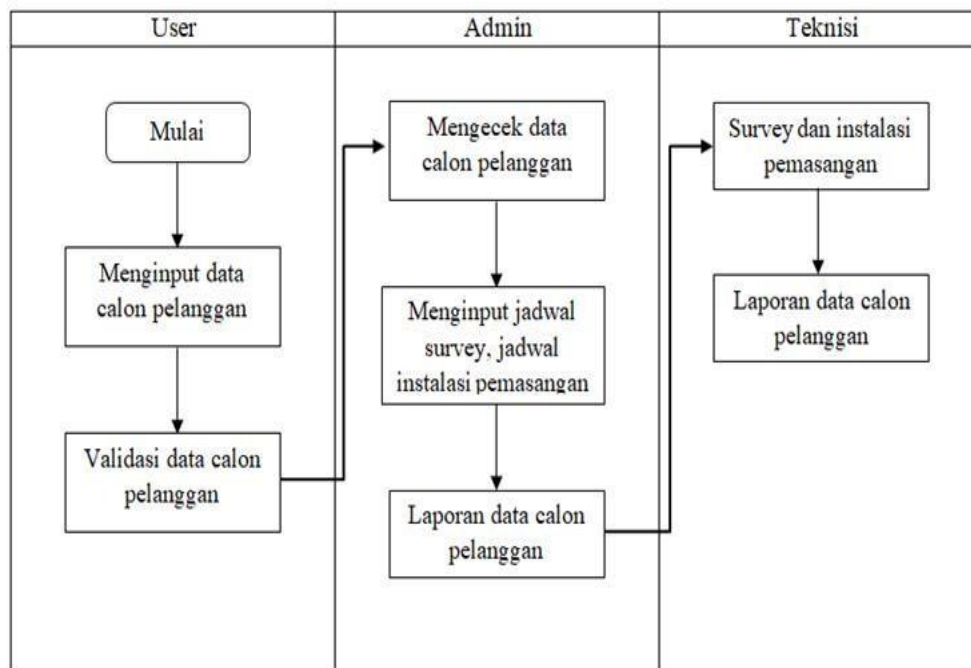 User
Admin
Teknisi
Mulai
Menginput data
calon pelanggan
Validasi data calon
pelanggan
Mengecek data
calon pelanggan
Menginput jadwal
survey, jadwal
instalasi pemasangan
Laporan data calon
pelanggan
Survey dan instalasi
pemasangan
Laporan data calon
pelanggan